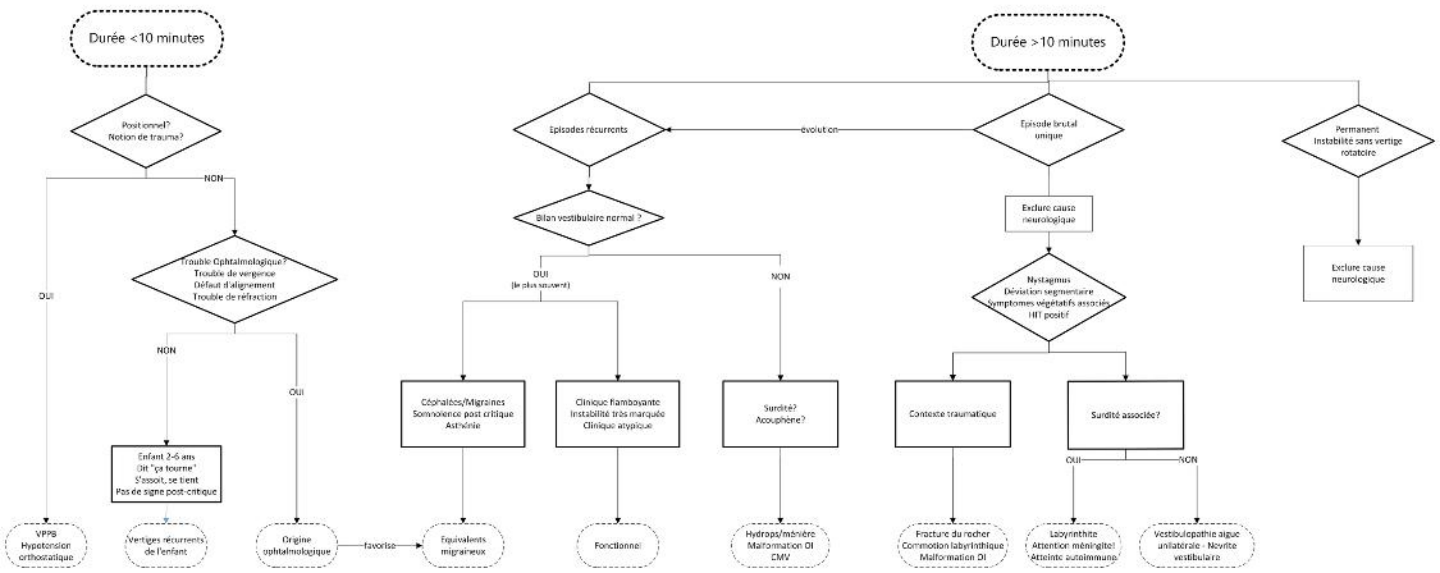 Durée <10 minutes
Durée >10 minutes
Positionnel?
Notion de trauma?
Episodes récurrents
évolution
Episode brutal
unique
Permanent
Instabilité sans vertige
rotatoire
NON
OUI
Bilan vestibulaire normal ?
Exclure cause
neurologique
Exclure cause
neurologique
Trouble Ophtalmologique?
Trouble de vergence
Défaut d'alignement
Trouble de réfraction
OUI
(le plus souvent)
NON
Nystagmus
Déviation segmentaire
Symptomes végétatifs associés
HIT positif
NON
OUI
Céphalées/Migraines
Somnolence post critique
Asthénie
Clinique flamboyante
Instabilité très marquée
Clinique atypique
Surdité?
Acouphène?
Contexte traumatique
Surdité associée?
Enfant 2-6 ans
Dit "ça tourne"
S'assoit, se tient
Pas de signe post-critique
OUI
NON
VPPB
Hypotension
orthostatique
Vertiges récurrents
de l'enfant
Origine
ophtalmologique
favorise
Equivalents
migraineux
Fonctionnel
Hydrops/ménière
Malformation OI
CMV
Fracture du rocher
Commotion labyrinthique
Malformation OI
Labyrinthite
Attention méningite!
Atteinte autoimmune
Vestibulopathie aigue
unilatérale - Nevrite
vestibulaire